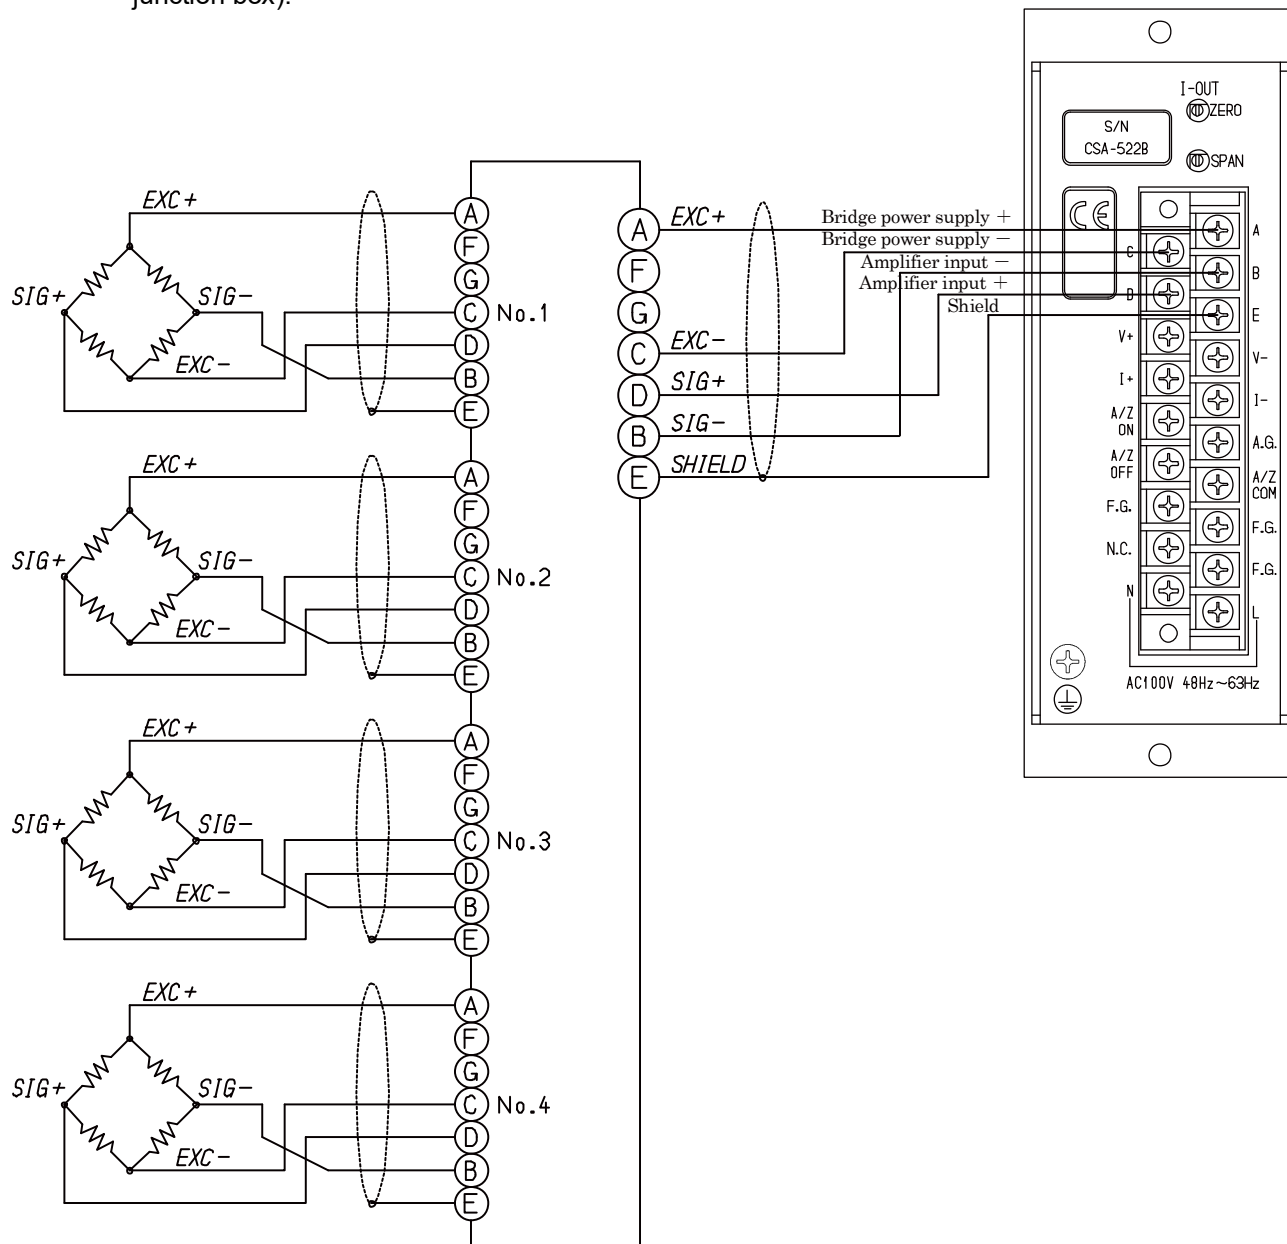 junction box).
I-OUT
ZERO
S/N
CSA-522B
SPAN
CE
EXC+
SIG+
SIG-
EXC-
A
F
G
C
D
B
E
No.1
EXC+
SIG+
SIG-
EXC-
A
F
G
C
D
B
E
No.2
EXC+
SIG+
SIG-
EXC-
A
F
G
C
D
B
E
No.3
EXC+
SIG+
SIG-
EXC-
A
F
G
C
D
B
E
No.4
A
F
G
C
D
B
E
EXC+
EXC-
SIG+
SIG-
SHIELD
Bridge power supply +
Bridge power supply -
Amplifier input -
Amplifier input +
Shield
C
D
V+
I+
A/Z
ON
A/Z
OFF
F.G.
N.C.
N
A
B
E
V-
I-
A.G.
A/Z
COM
F.G.
F.G.
L
AC100V 48Hz~63Hz